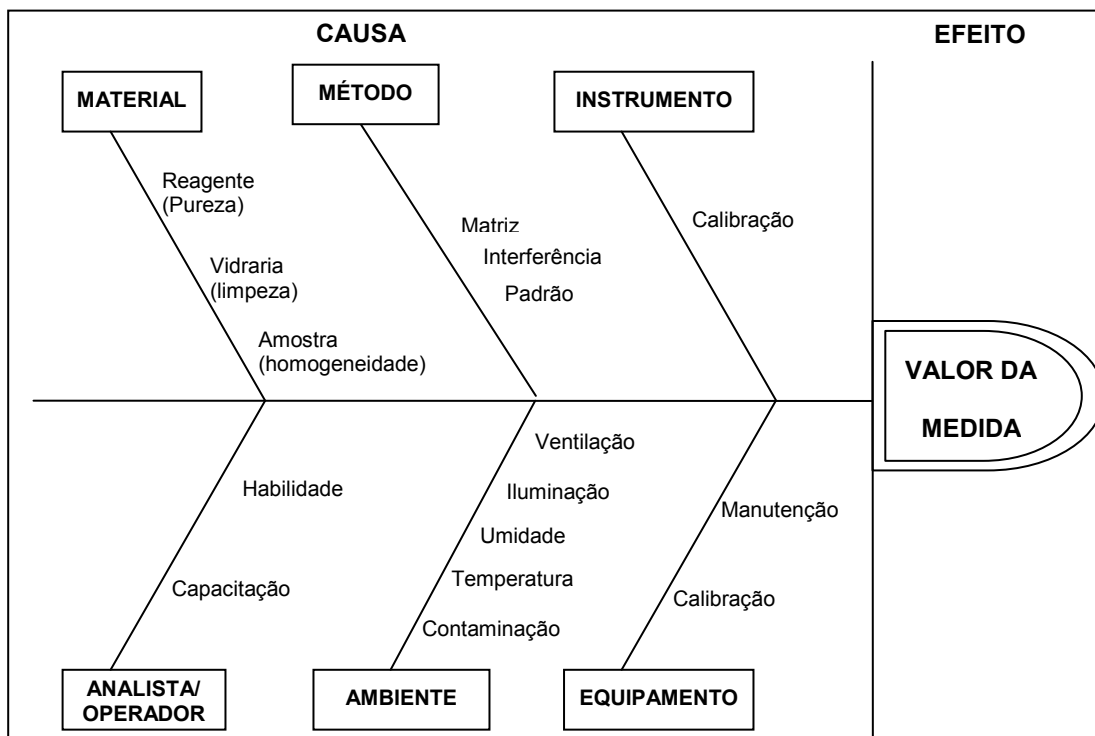 CAUSA
EFEITO
MATERIAL
MÉTODO
INSTRUMENTO
Reagente
(Pureza)
Vidraria
(limpeza)
Amostra
(homogeneidade)
Matriz
Interferência
Padrão
Calibração
VALOR DA
MEDIDA
Habilidade
Capacitação
Ventilação
Iluminação
Umidade
Temperatura
Contaminação
Manutenção
Calibração
ANALISTA/
OPERADOR
AMBIENTE
EQUIPAMENTO